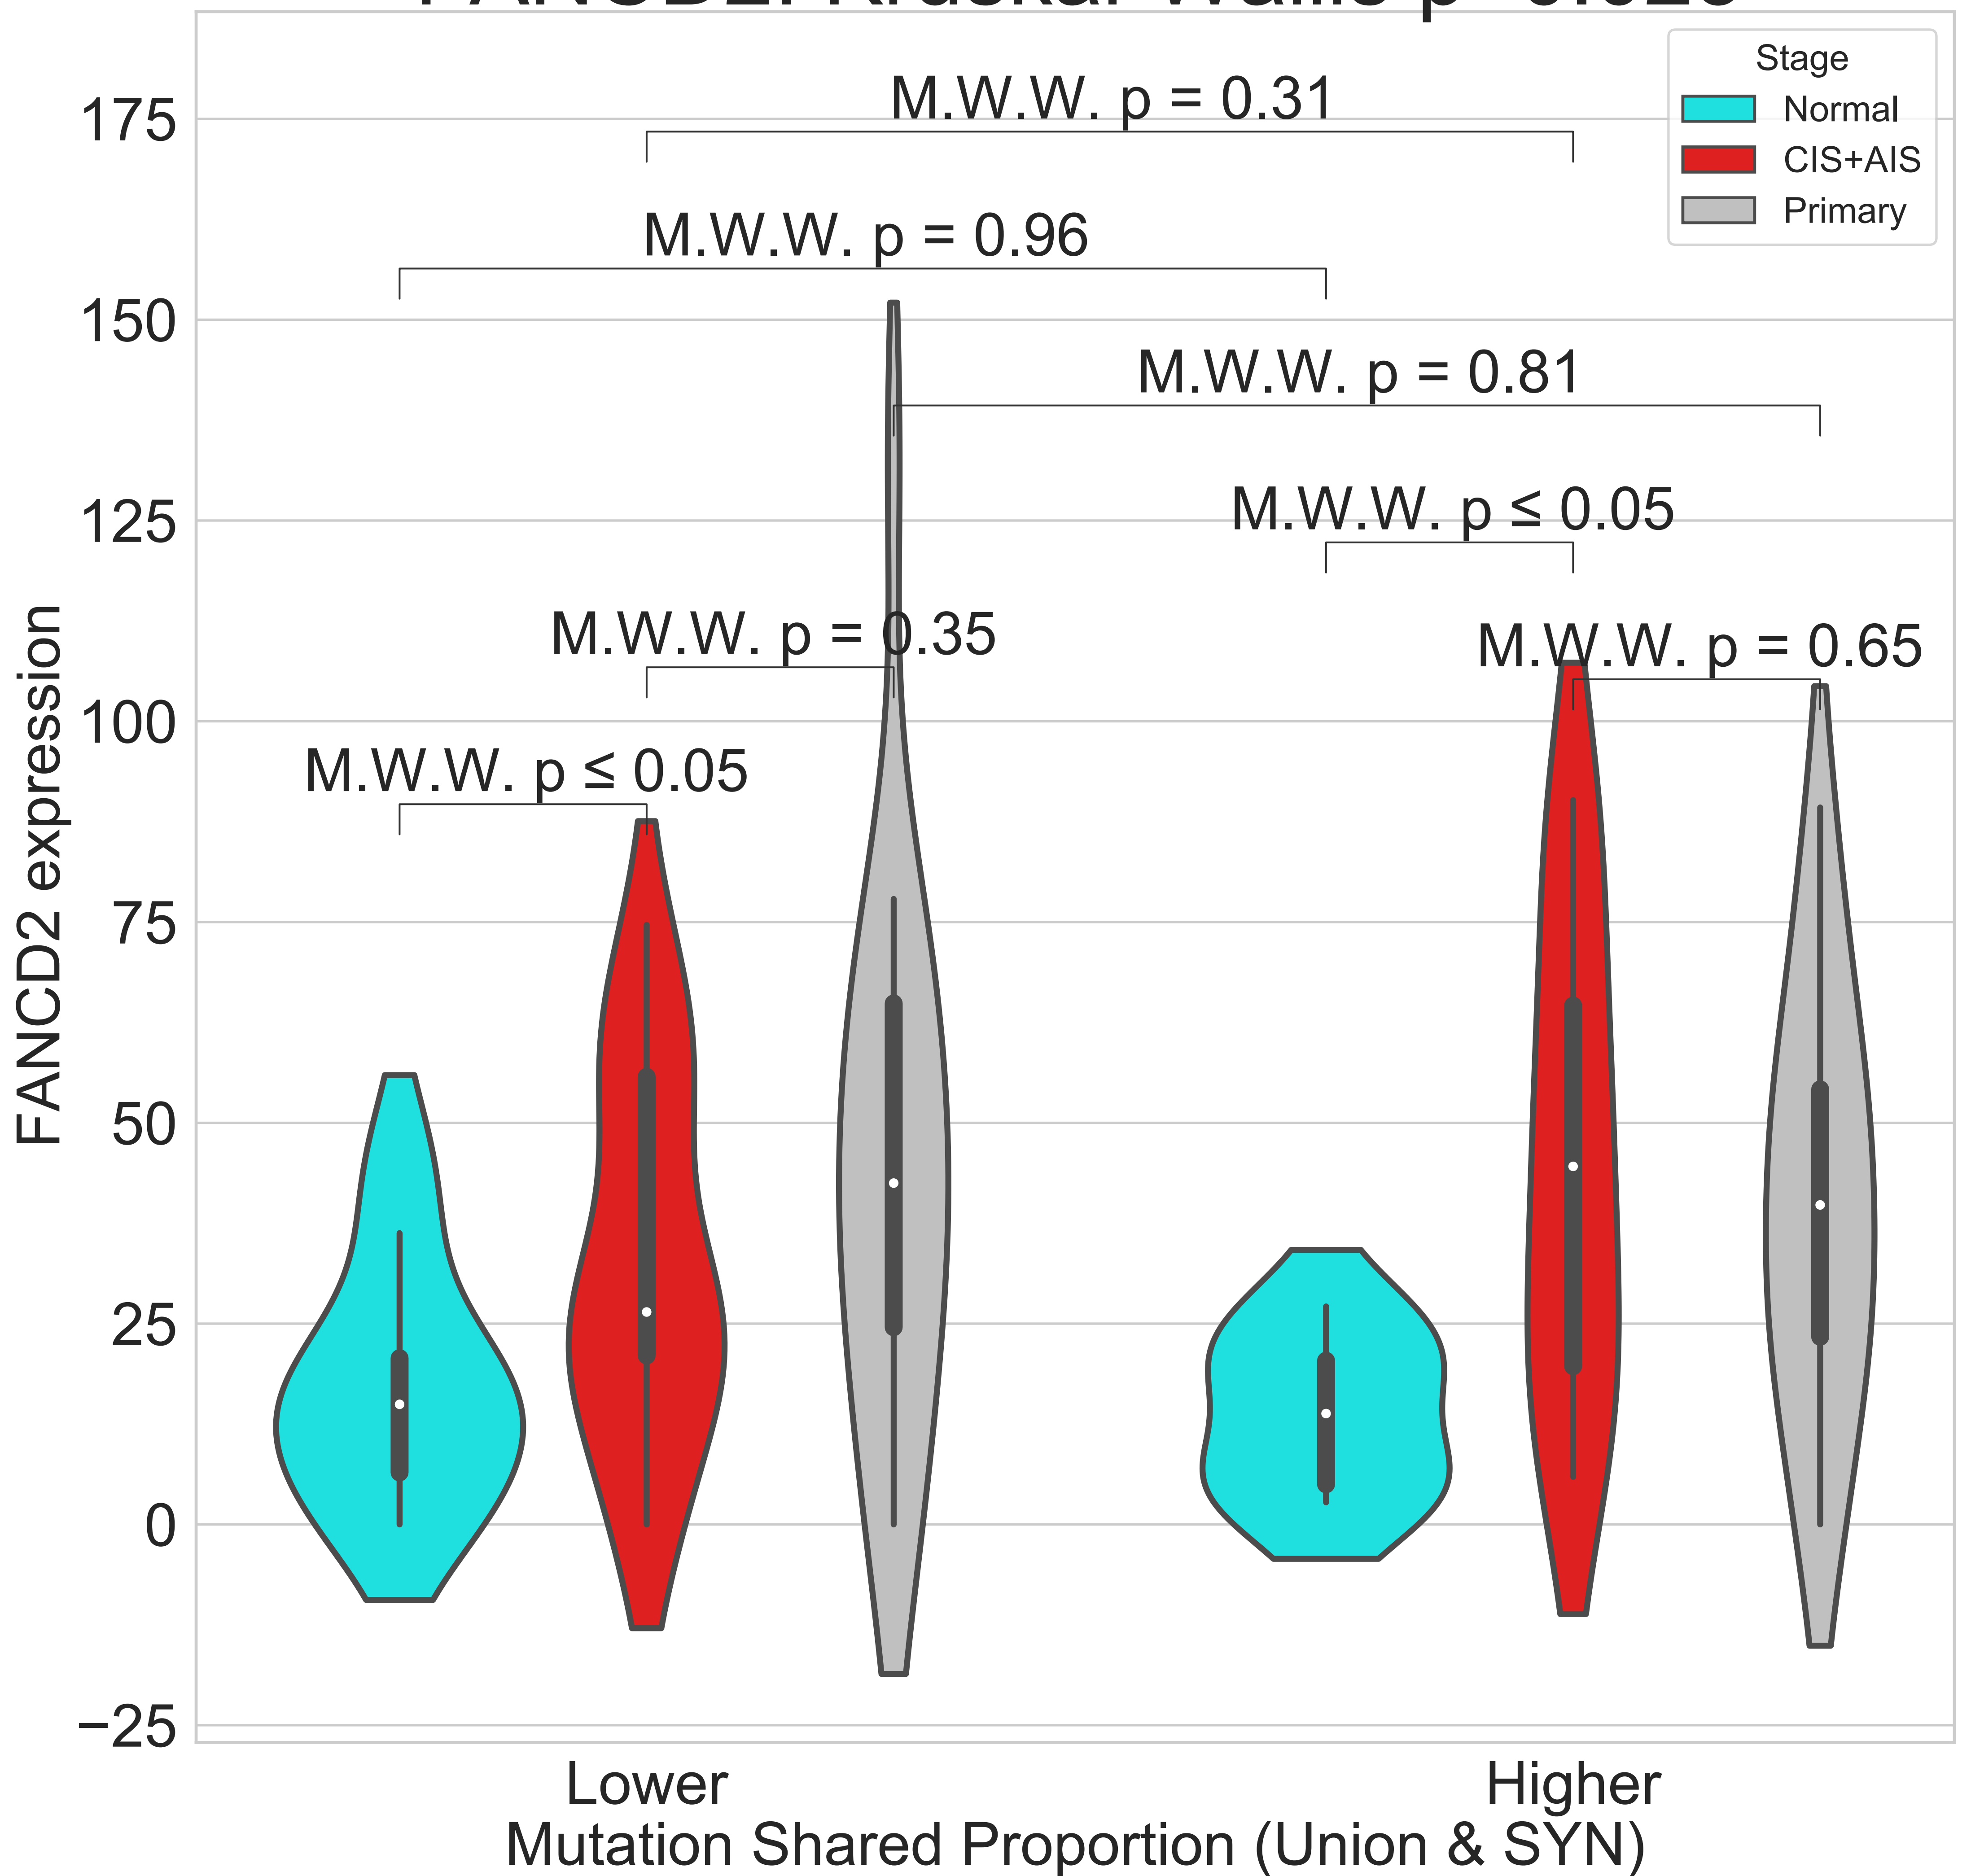 Stage
Normal
CIS+AIS
Primary
M.W.W. p = 0.31
M.W.W. p = 0.96
M.W.W. p = 0.81
M.W.W. p ≤ 0.05
M.W.W. p = 0.35
M.W.W. p = 0.65
M.W.W. p ≤ 0.05
FANCD2 expression
175
150
125
100
75
50
25
0
−25
Lower
Higher
Mutation Shared Proportion (Union & SYN)